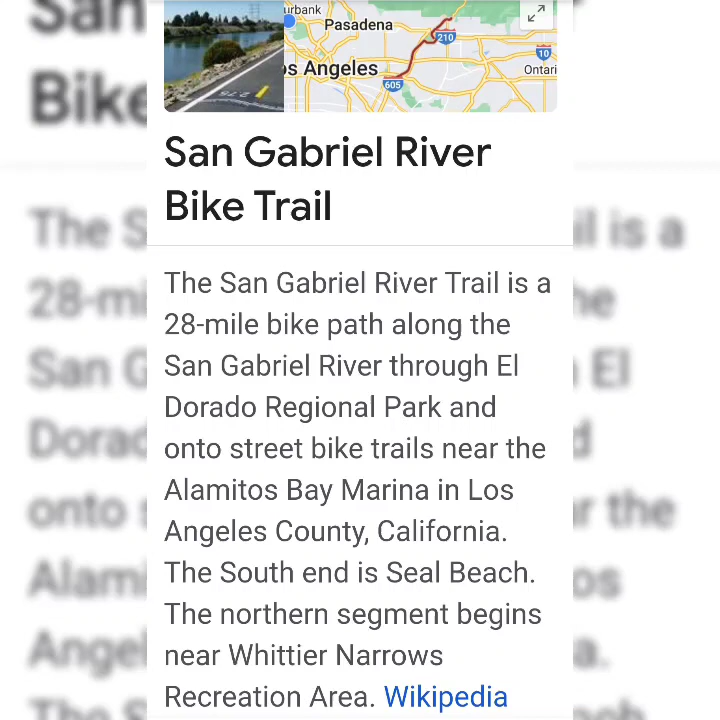 urbank
Pasadena
210
10
os Angeles
Ontari
605
San Gabriel River
Bike Trail
The San Gabriel River Trail is a
28-mile bike path along the
San Gabriel River through El
Dorado Regional Park and
onto street bike trails near the
Alamitos Bay Marina in Los
Angeles County, California.
The South end is Seal Beach.
The northern segment begins
near Whittier Narrows
Recreation Area. Wikipedia